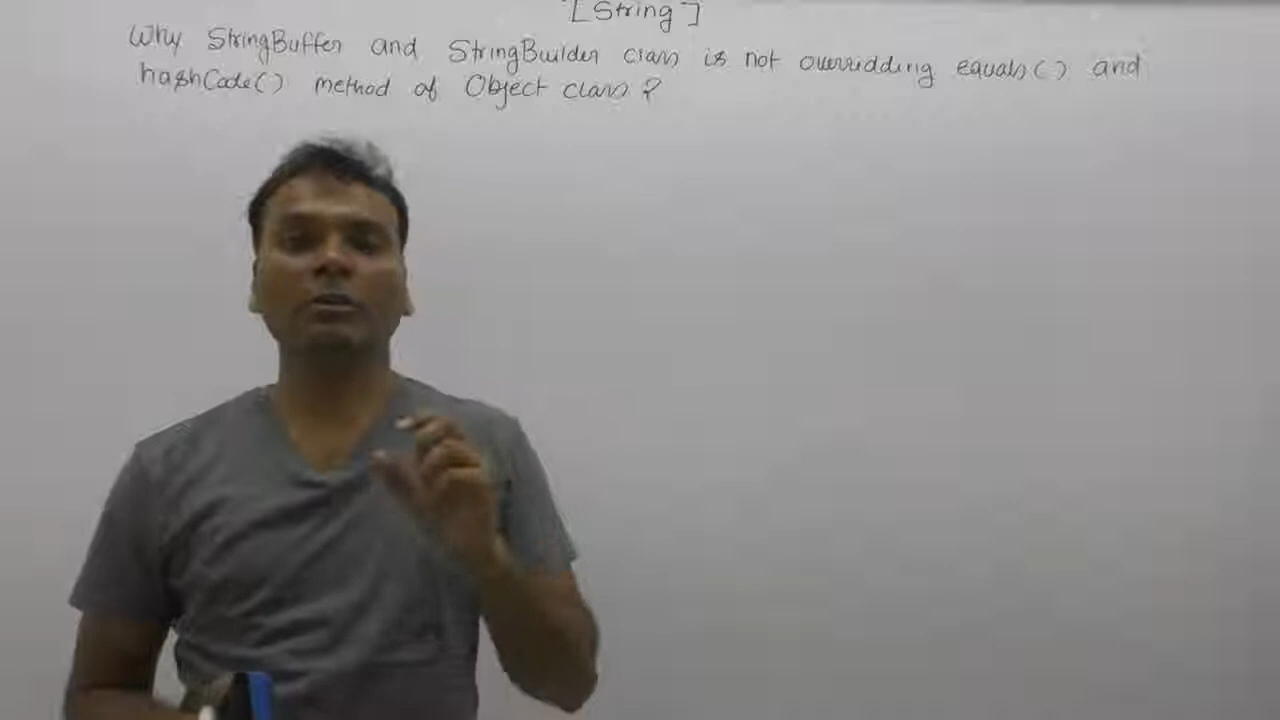 [String]
Why StringBuffer and StringBuilder class is not overridding equals() and
hashCode() method of Object class?